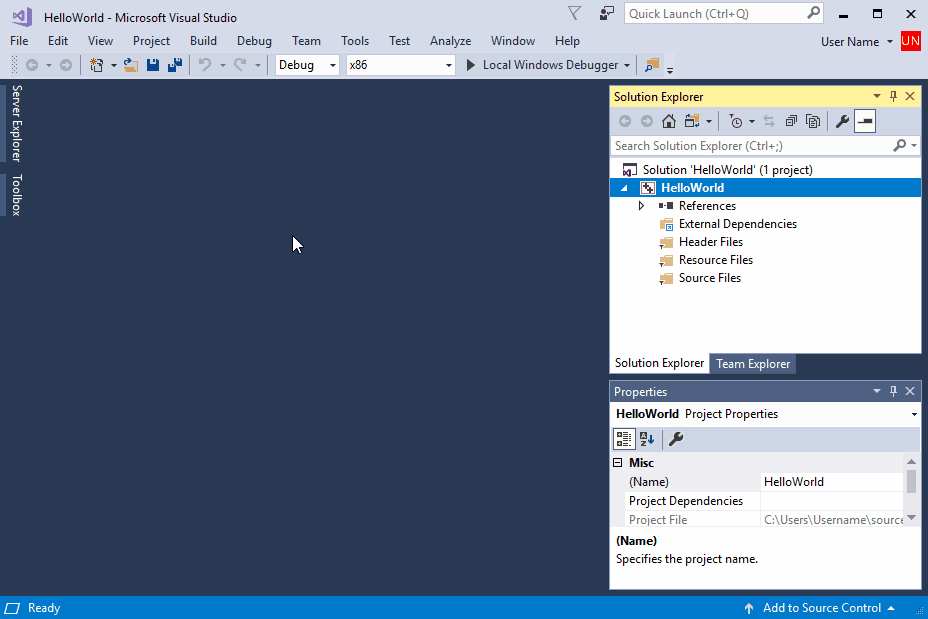 HelloWorld - Microsoft Visual Studio
Quick Launch (Ctrl+Q)
File Edit View Project Build Debug Team Tools Test Analyze Window Help
User Name UN
Debug x86 Local Windows Debugger
Server Explorer
Toolbox
Solution Explorer
Search Solution Explorer (Ctrl+;)
Solution 'HelloWorld' (1 project)
HelloWorld
References
External Dependencies
Header Files
Resource Files
Source Files
Solution Explorer Team Explorer
Properties
HelloWorld Project Properties
Misc
(Name) HelloWorld
Project Dependencies
Project File C:\Users\Username\source
(Name)
Specifies the project name.
Ready
Add to Source Control